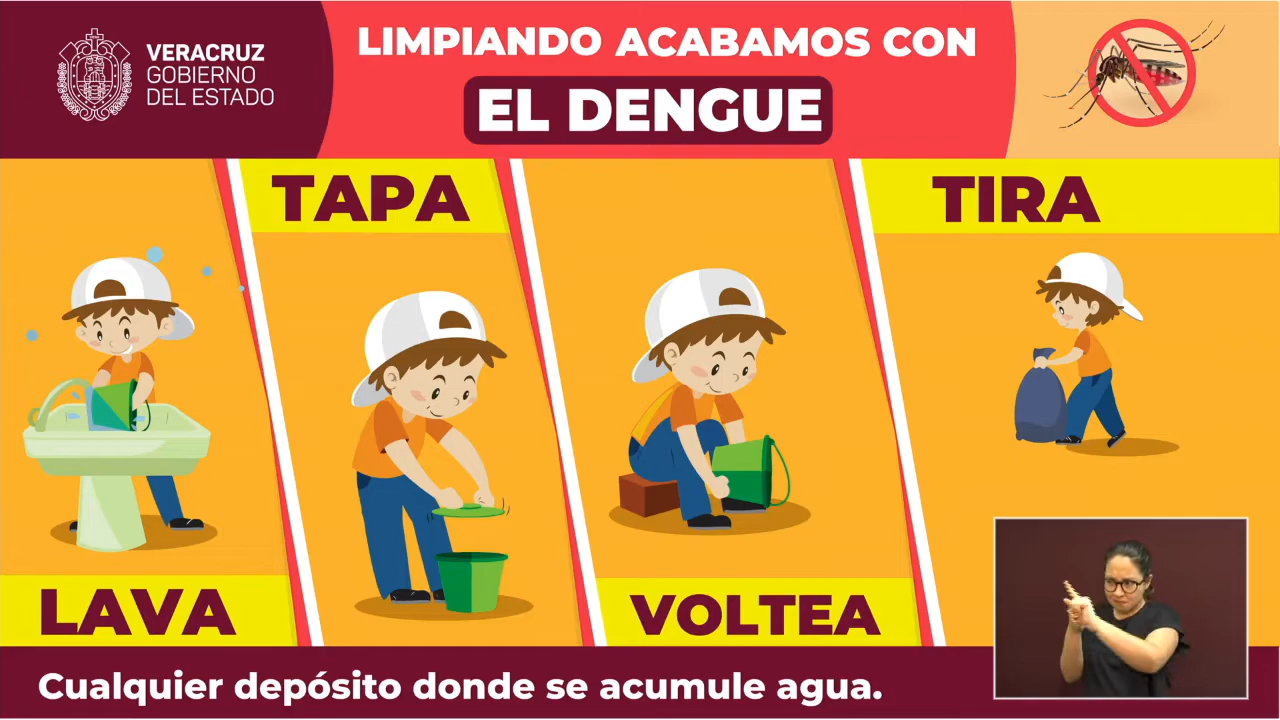 VERACRUZ
GOBIERNO
DEL ESTADO
LIMPIANDO ACABAMOS CON
EL DENGUE
LAVA
TAPA
VOLTEA
TIRA
Cualquier depósito donde se acumule agua.